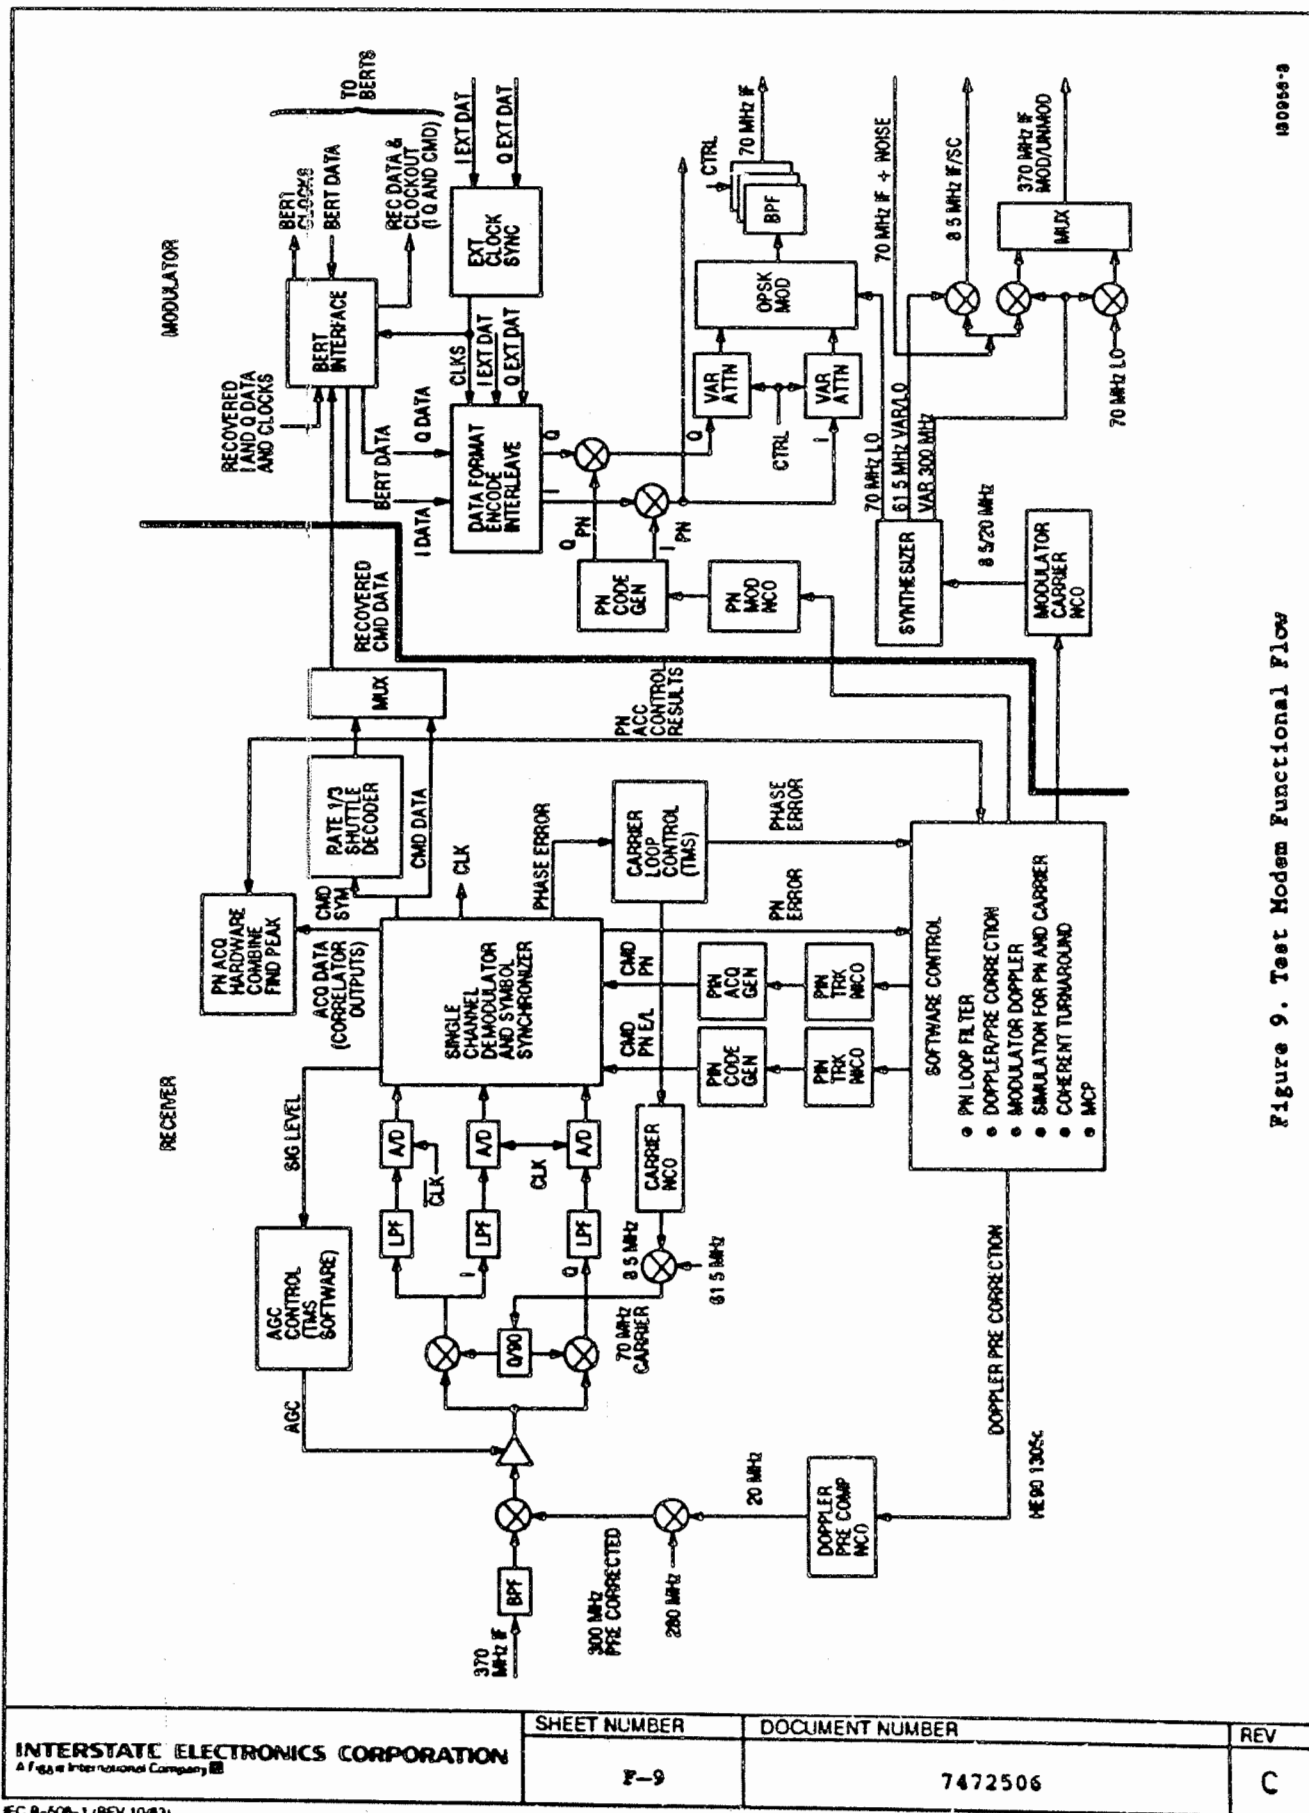 RECEIVER
MODULATOR
370
MHz IF
BPF
300 MHz
PRE CORRECTED
280 MHz
20 MHz
DOPPLER
PRE COMP
NCO
DOPPLER PRE CORRECTION
HE90 1305c
AGC
AGC
CONTROL
(TMS
SOFTWARE)
SIG LEVEL
0/90
70 MHz
CARRIER
I
Q
LPF
LPF
LPF
A/D
A/D
A/D
CLK
CLK
8 5 MHz
61 5 MHz
CARRIER
NCO
PN ACQ
HARDWARE
COMBINE
FIND PEAK
ACQ DATA
(CORRELATOR
OUTPUTS)
CMD
SYM
SINGLE
CHANNEL
DEMODULATOR
AND SYMBOL
SYNCHRONIZER
CLK
CMD
PN E/L
CMD
PN
PIN
CODE
GEN
PIN
ACQ
GEN
PIN
TRK
NCO
PIN
TRK
NCO
PHASE ERROR
CARRIER
LOOP
CONTROL
(TMS)
PN
ERROR
PHASE
ERROR
SOFTWARE CONTROL
● PN LOOP FILTER
● DOPPLER/PRE CORRECTION
● MODULATOR DOPPLER
● SIMULATION FOR PN AND CARRIER
● COHERENT TURNAROUND
● MCP
RATE 1/3
SHUTTLE
DECODER
CMD DATA
MUX
RECOVERED
CMD DATA
PN
ACC
CONTROL
RESULTS
RECOVERED
I AND Q DATA
AND CLOCKS
BERT
INTERFACE
BERT
CLOCKS
BERT DATA
REC DATA &
CLOCKOUT
(I Q AND CMD)
TO
BERTS
I DATA
BERT DATA
Q DATA
CLKS
I EXT DAT
Q EXT DAT
EXT
CLOCK
SYNC
I EXT DAT
Q EXT DAT
DATA FORMAT
ENCODE
INTERLEAVE
Q
I
Q
PN
I
PN
PN
CODE
GEN
PN
MOD
NCO
Q
I
VAR
ATTN
CTRL
VAR
ATTN
QPSK
MOD
BPF
CTRL
70 MHz IF
70 MHz LO
61 5 MHz VAR/LO
VAR 300 MHz
SYNTHESIZER
8 5/20 MHz
MODULATOR
CARRIER
NCO
70 MHz IF + NOISE
8 5 MHz IF/SC
MUX
370 MHz IF
MOD/UNMOD
70 MHz LO
Figure 9. Test Modem Functional Flow
INTERSTATE ELECTRONICS CORPORATION
A Figgie International Company
SHEET NUMBER
F-9
DOCUMENT NUMBER
7472506
REV
C